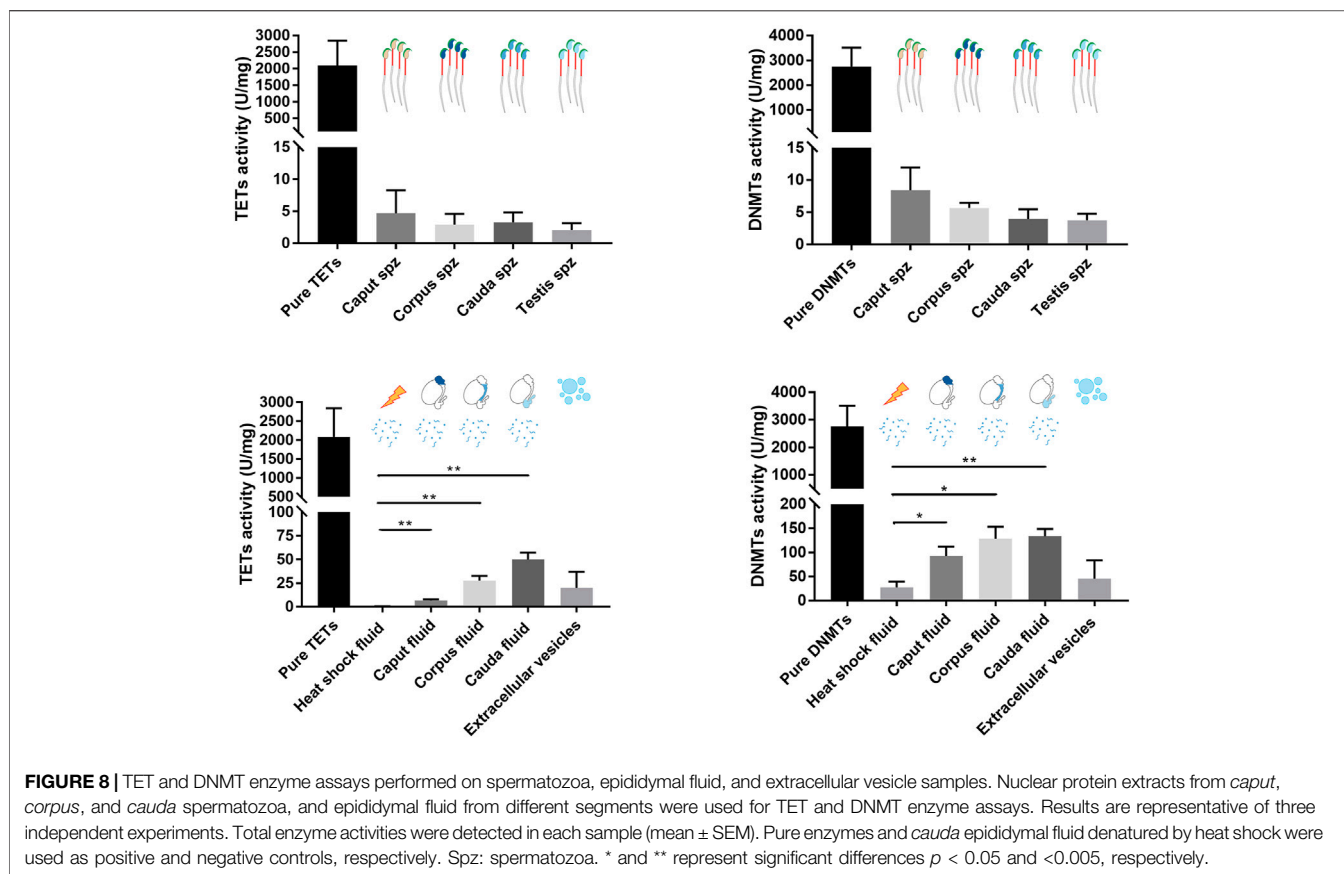 TETs activity (U/mg)
3000
2500
2000
1500
1000
15
10
5
0
Pure TETs
Caput spz
Corpus spz
Cauda spz
Testis spz
DNMTs activity (U/mg)
4000
3000
2000
1000
15
10
5
0
Pure DNMTs
Caput spz
Corpus spz
Cauda spz
Testis spz
TETs activity (U/mg)
3000
2500
2000
1500
1000
500
100
75
50
25
0
**
**
**
Pure TETs
Heat shock fluid
Caput fluid
Corpus fluid
Cauda fluid
Extracellular vesicles
DNMTs activity (U/mg)
4000
3000
2000
1000
200
150
100
50
0
**
*
*
Pure DNMTs
Heat shock fluid
Caput fluid
Corpus fluid
Cauda fluid
Extracellular vesicles
FIGURE 8 | TET and DNMT enzyme assays performed on spermatozoa, epididymal fluid, and extracellular vesicle samples. Nuclear protein extracts from caput,
corpus, and cauda spermatozoa, and epididymal fluid from different segments were used for TET and DNMT enzyme assays. Results are representative of three
independent experiments. Total enzyme activities were detected in each sample (mean ± SEM). Pure enzymes and cauda epididymal fluid denatured by heat shock were
used as positive and negative controls, respectively. Spz: spermatozoa. * and ** represent significant differences p < 0.05 and <0.005, respectively.